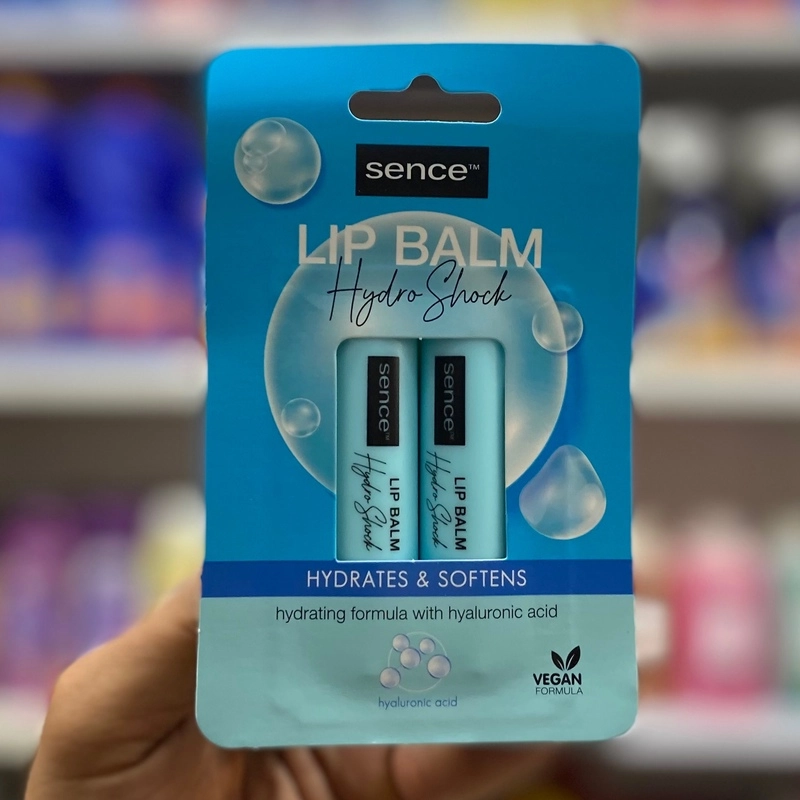 sence™
LIP BALM
Hydro Shock
sence™
Hydro Shock
LIP BALM
sence™
Hydro Shock
LIP BALM
HYDRATES & SOFTENS
hydrating formula with hyaluronic acid
hyaluronic acid
VEGAN
FORMULA